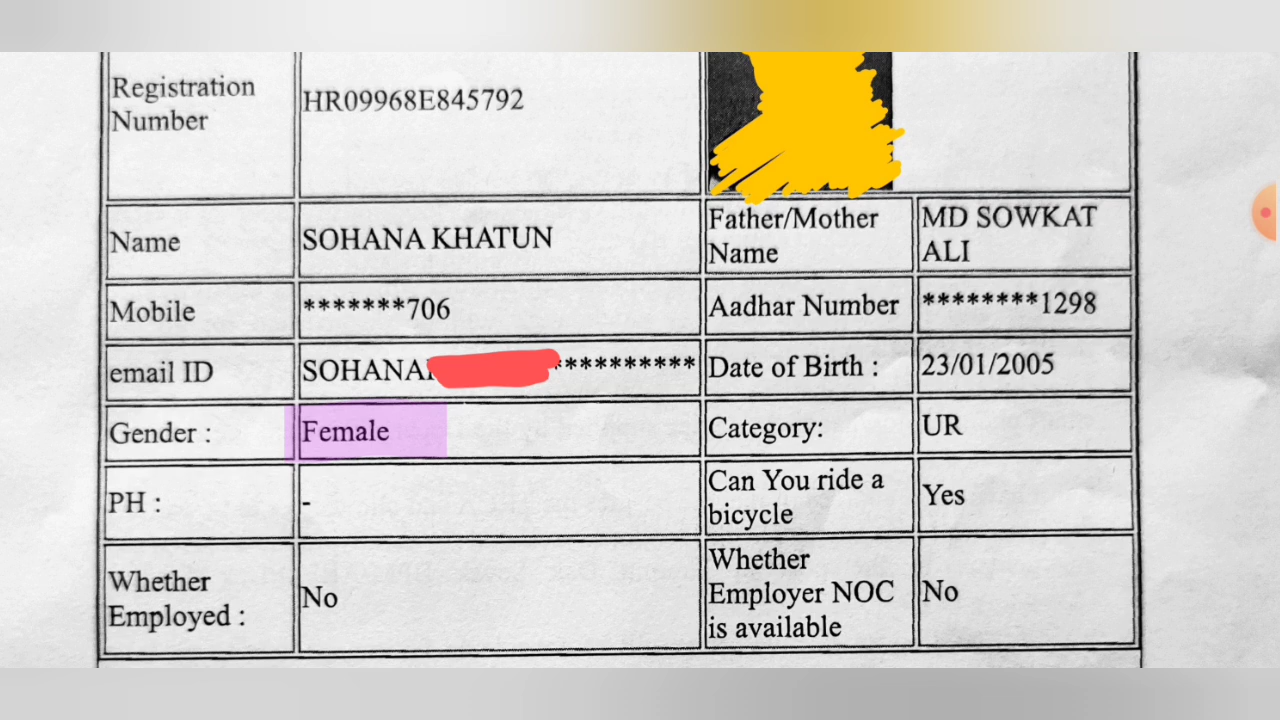 Registration
Number
HR09968E845792
Name
SOHANA KHATUN
Father/Mother
Name
MD SOWKAT
ALI
Mobile
*******706
Aadhar Number
********1298
email ID
SOHANA
**********
Date of Birth :
23/01/2005
Gender :
Female
Category:
UR
PH :
-
Can You ride a
bicycle
Yes
Whether
Employed :
No
Whether
Employer NOC
is available
No